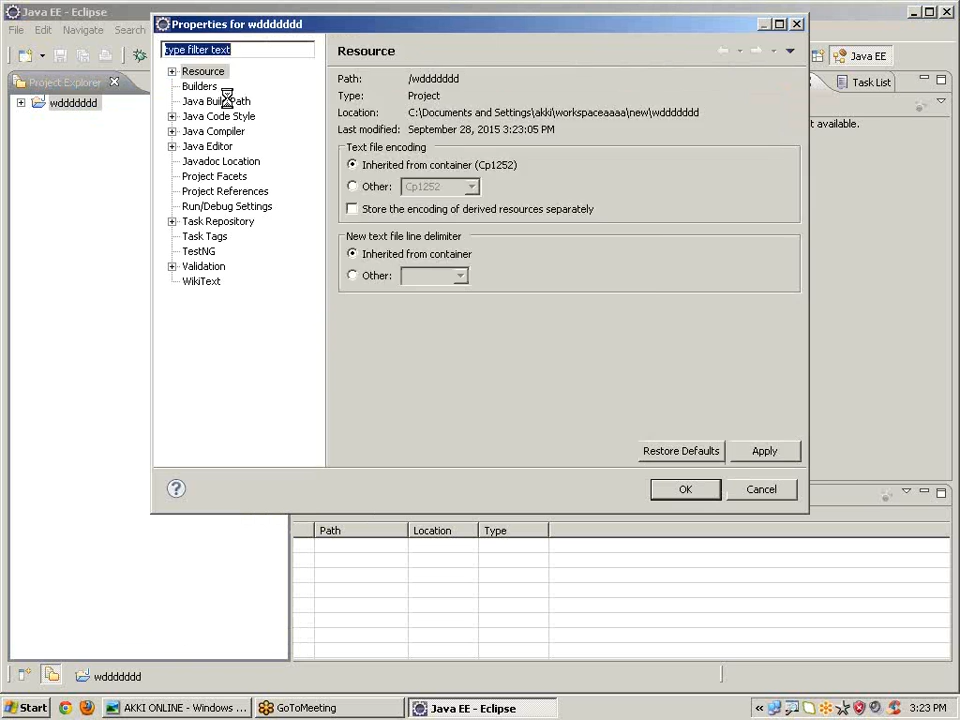 Java EE - Eclipse
File Edit Navigate Search
Java EE
Project Explorer
Task List
wddddddd
available.
Properties for wddddddd
type filter text
Resource
Builders
Java Build Path
Java Code Style
Java Compiler
Java Editor
Javadoc Location
Project Facets
Project References
Run/Debug Settings
Task Repository
Task Tags
TestNG
Validation
WikiText
Resource
Path: /wddddddd
Type: Project
Location: C:\Documents and Settings\akki\workspaceaaaaa\new\wddddddd
Last modified: September 28, 2015 3:23:05 PM
Text file encoding
Inherited from container (Cp1252)
Other: Cp1252
Store the encoding of derived resources separately
New text file line delimiter
Inherited from container
Other:
Restore Defaults Apply
OK Cancel
Path Location Type
wddddddd
Start AKKI ONLINE - Windows ... GoToMeeting Java EE - Eclipse « 3:23 PM